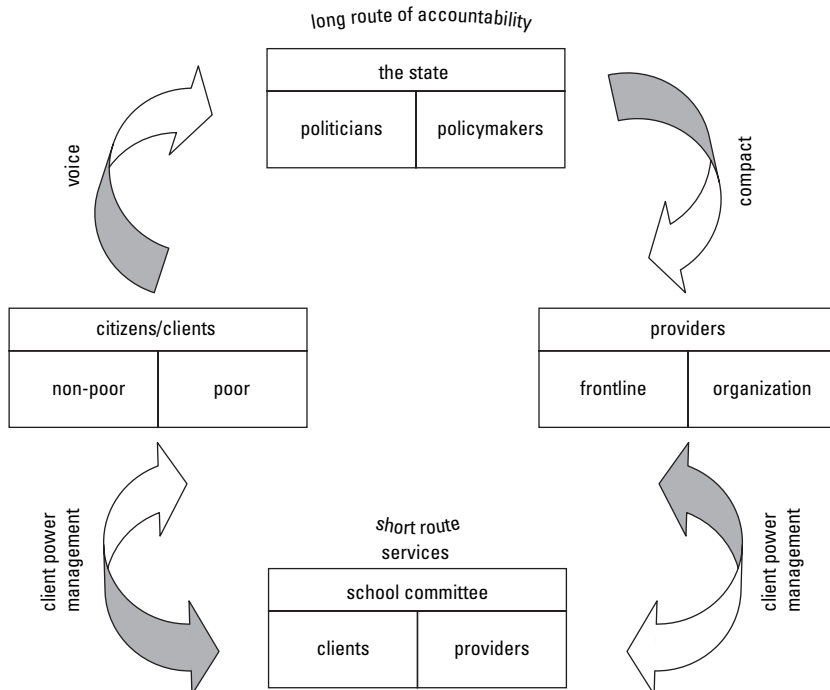 long route of accountability
the state
politicians
policymakers
voice
compact
citizens/clients
non-poor
poor
providers
frontline
organization
client power
management
short route
services
school committee
clients
providers
client power
management